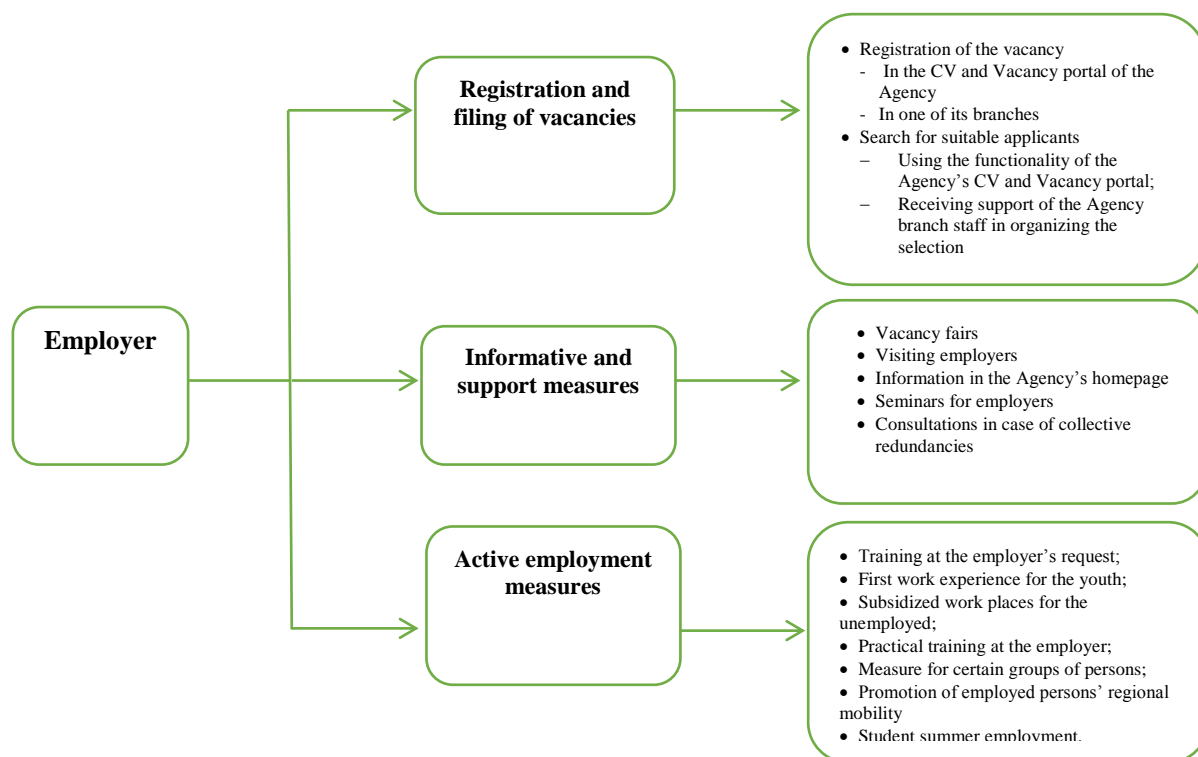 Employer
Registration and
filing of vacancies
• Registration of the vacancy
- In the CV and Vacancy portal of the
Agency
- In one of its branches
• Search for suitable applicants
− Using the functionality of the
Agency’s CV and Vacancy portal;
− Receiving support of the Agency
branch staff in organizing the
selection
Informative and
support measures
• Vacancy fairs
• Visiting employers
• Information in the Agency’s homepage
• Seminars for employers
• Consultations in case of collective
redundancies
Active employment
measures
• Training at the employer’s request;
• First work experience for the youth;
• Subsidized work places for the
unemployed;
• Practical training at the employer;
• Measure for certain groups of persons;
• Promotion of employed persons’ regional
mobility
• Student summer employment.